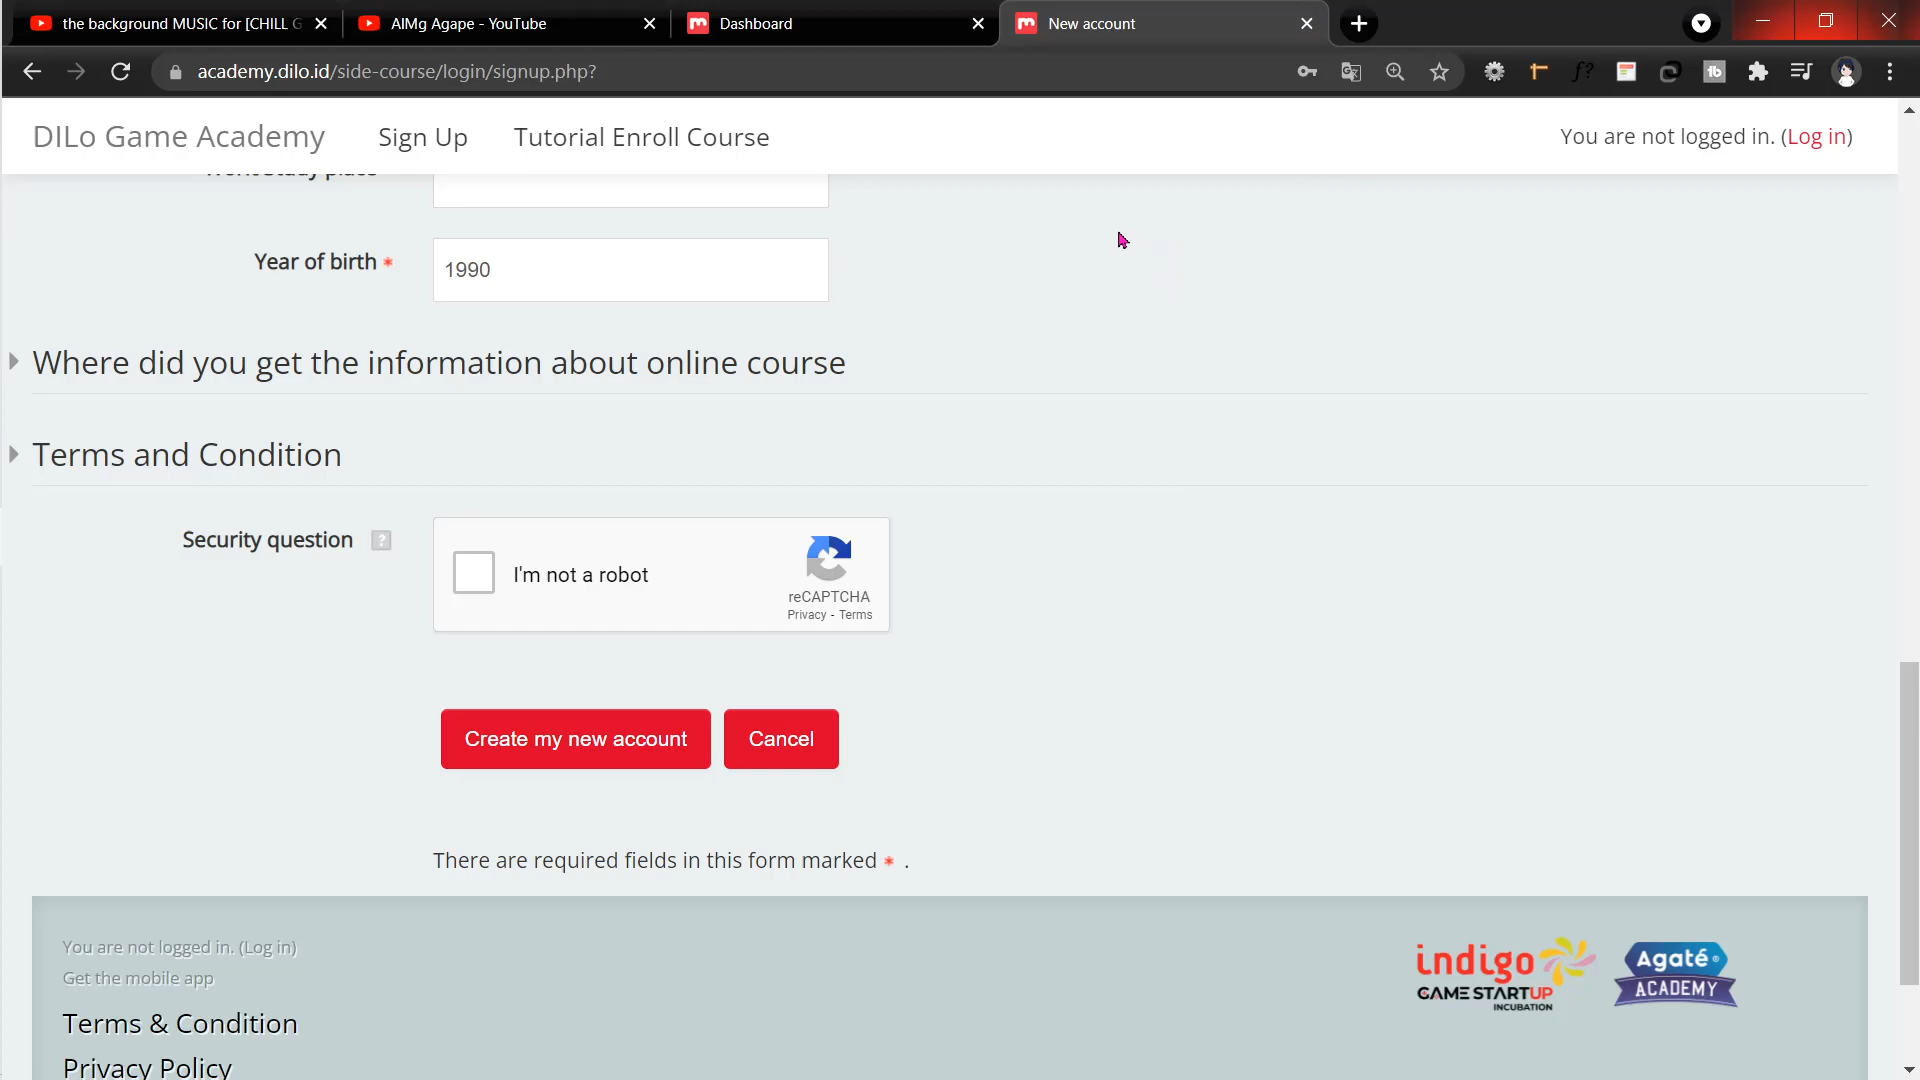 the background MUSIC for [CHILL G
AIMg Agape - YouTube
Dashboard
New account
academy.dilo.id/side-course/login/signup.php?
DILo Game Academy
Sign Up
Tutorial Enroll Course
You are not logged in. (Log in)
Year of birth *
1990
Where did you get the information about online course
Terms and Condition
Security question
?
I'm not a robot
reCAPTCHA
Privacy - Terms
Create my new account
Cancel
There are required fields in this form marked * .
You are not logged in. (Log in)
Get the mobile app
Terms & Condition
Privacy Policy
indigo
GAME STARTUP
INCUBATION
Agaté
ACADEMY